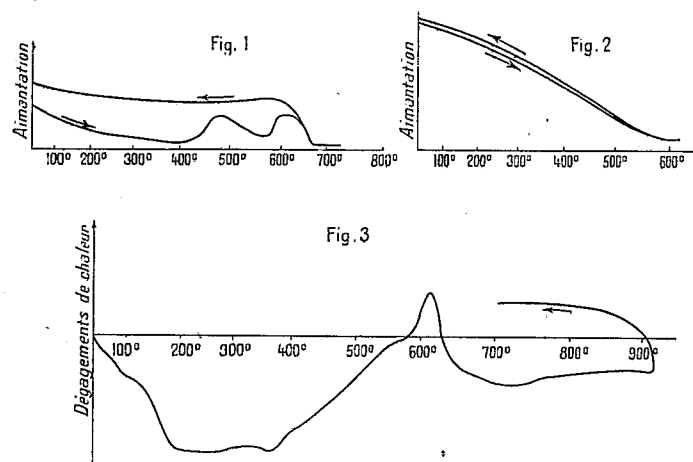 Fig. 1
Aimantation
100° 200° 300° 400° 500° 600° 700° 800°
Fig. 2
Aimantation
100° 200° 300° 400° 500° 600°
Fig. 3
Dégagements de chaleur
100° 200° 300° 400° 500° 600° 700° 800° 900°